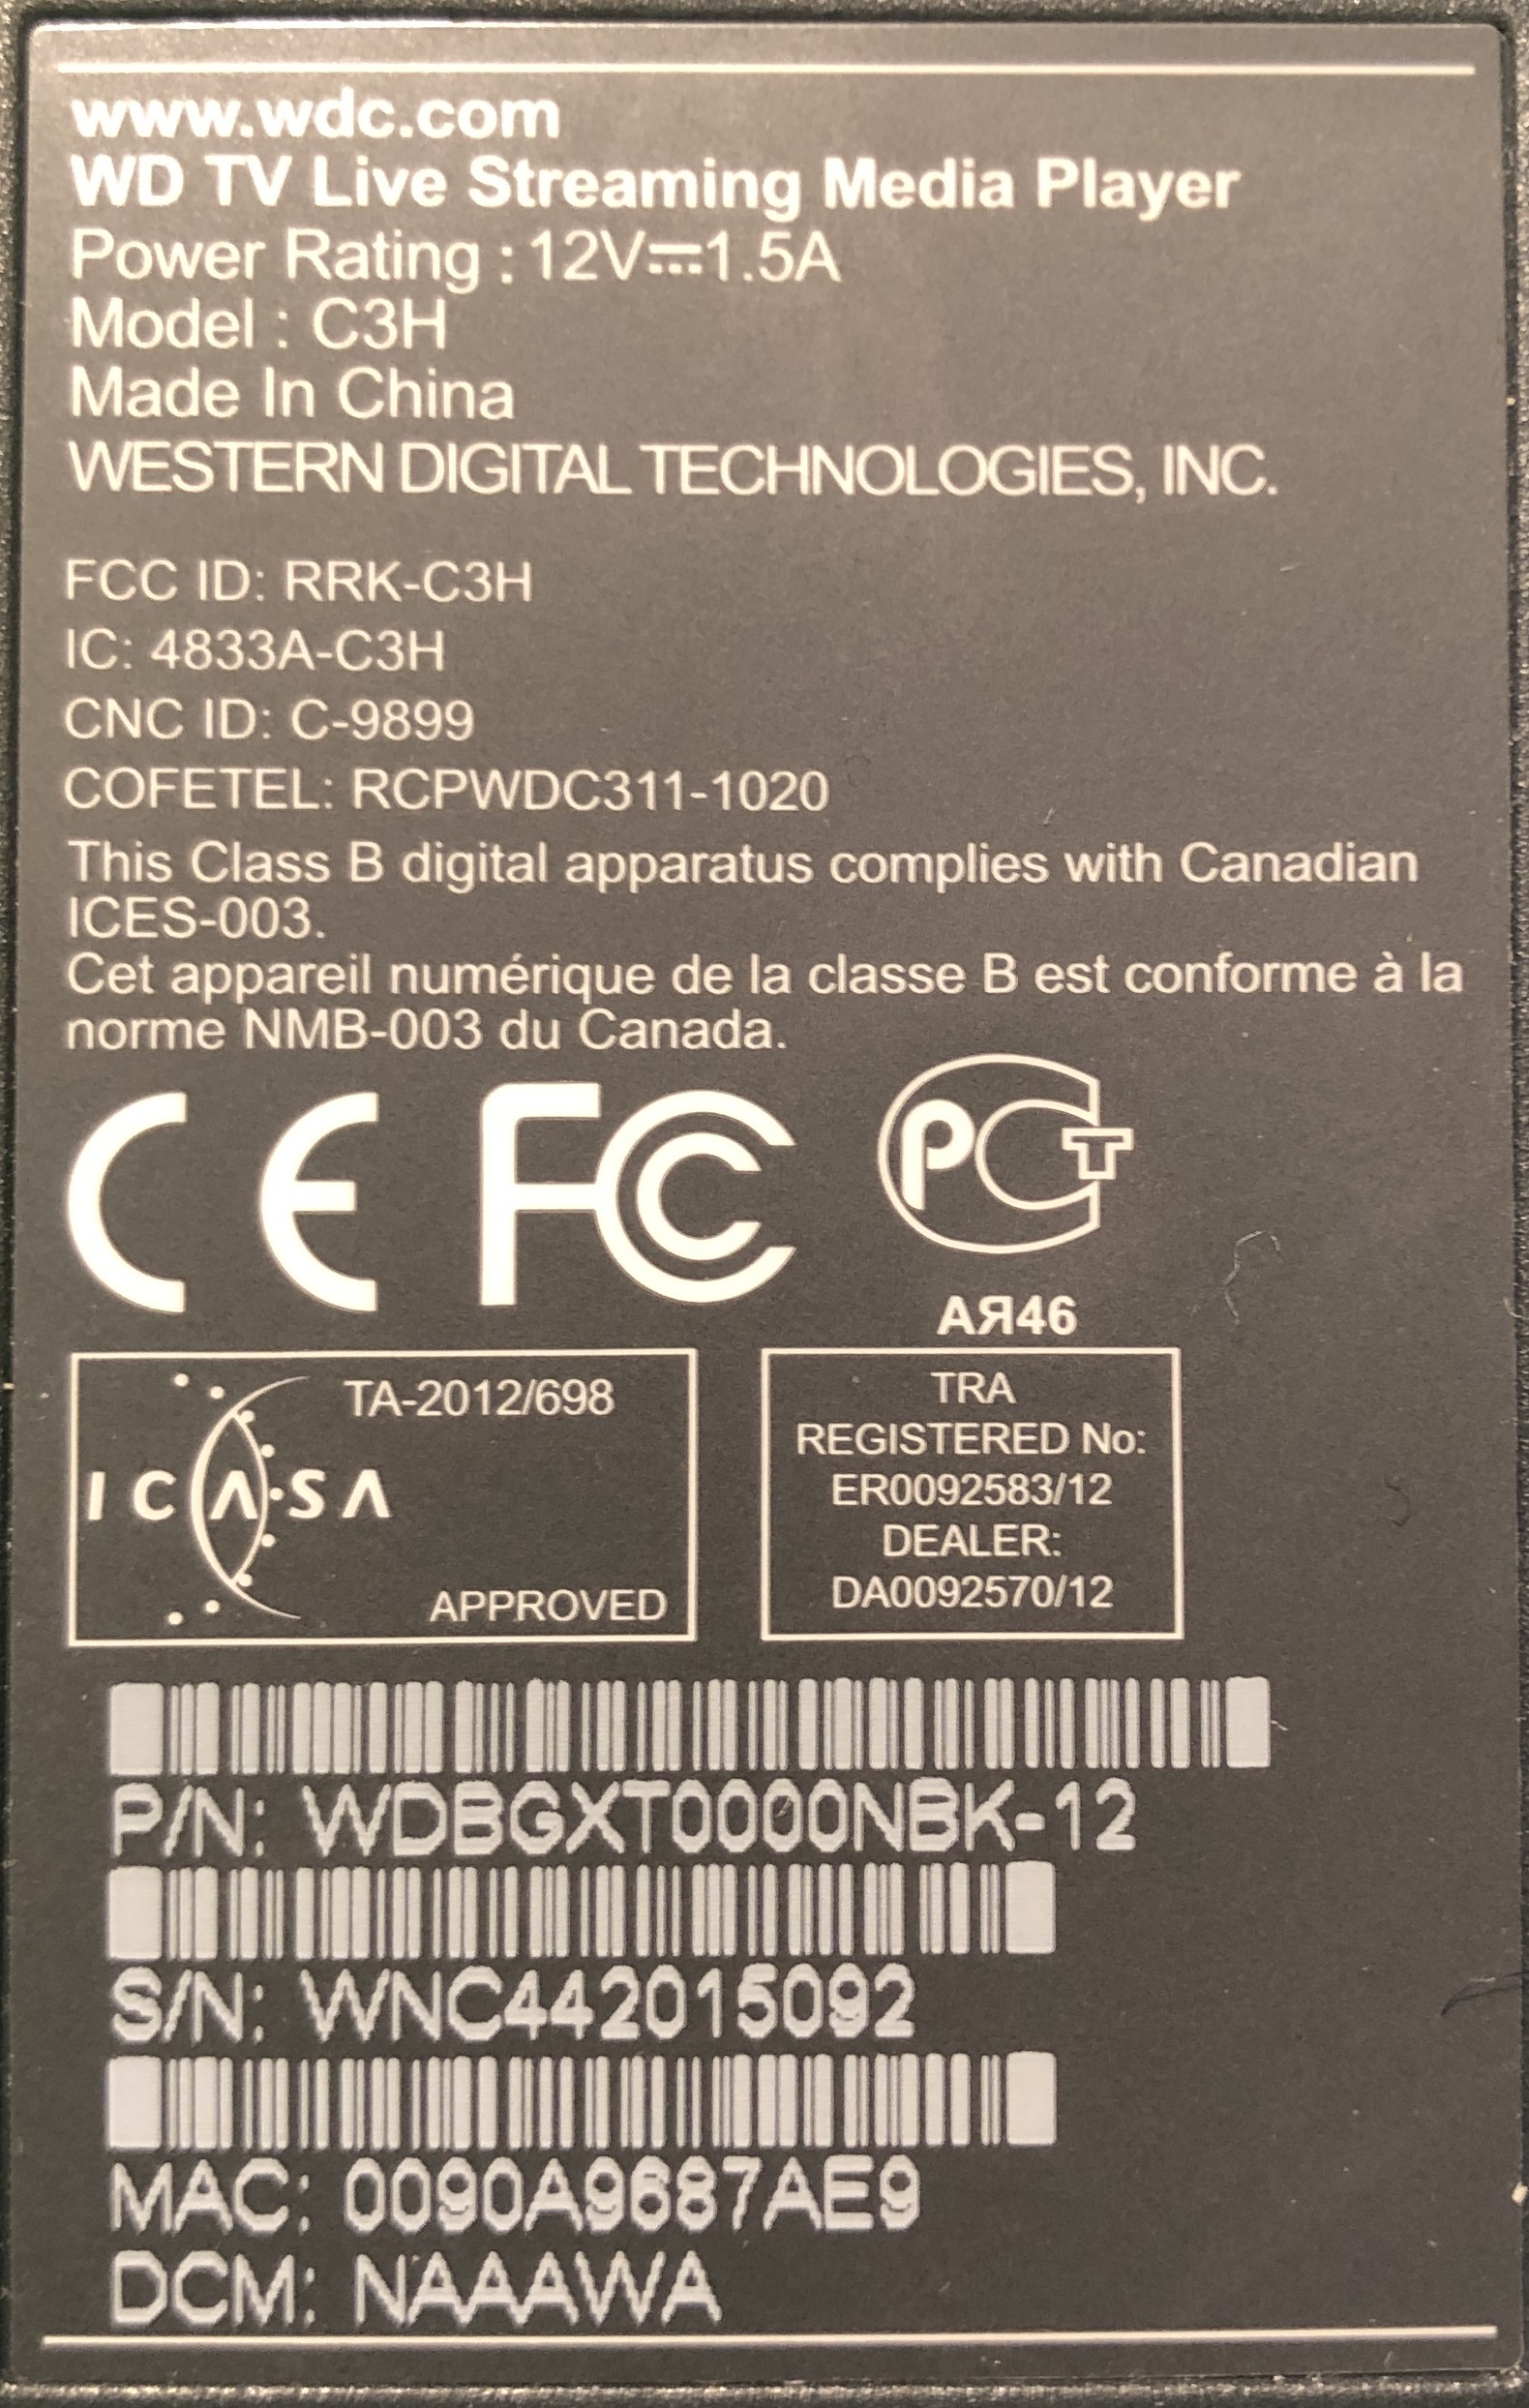 www.wdc.com
WD TV Live Streaming Media Player
Power Rating : 12V⎓1.5A
Model : C3H
Made In China
WESTERN DIGITAL TECHNOLOGIES, INC.
FCC ID: RRK-C3H
IC: 4833A-C3H
CNC ID: C-9899
COFETEL: RCPWDC311-1020
This Class B digital apparatus complies with Canadian
ICES-003.
Cet appareil numérique de la classe B est conforme à la
norme NMB-003 du Canada.
CE FC PCT
АЯ46
TA-2012/698
ICASA
APPROVED
TRA
REGISTERED No:
ER0092583/12
DEALER:
DA0092570/12
P/N: WDBGXT0000NBK-12
S/N: WNC442015092
MAC: 0090A9687AE9
DCM: NAAAWA